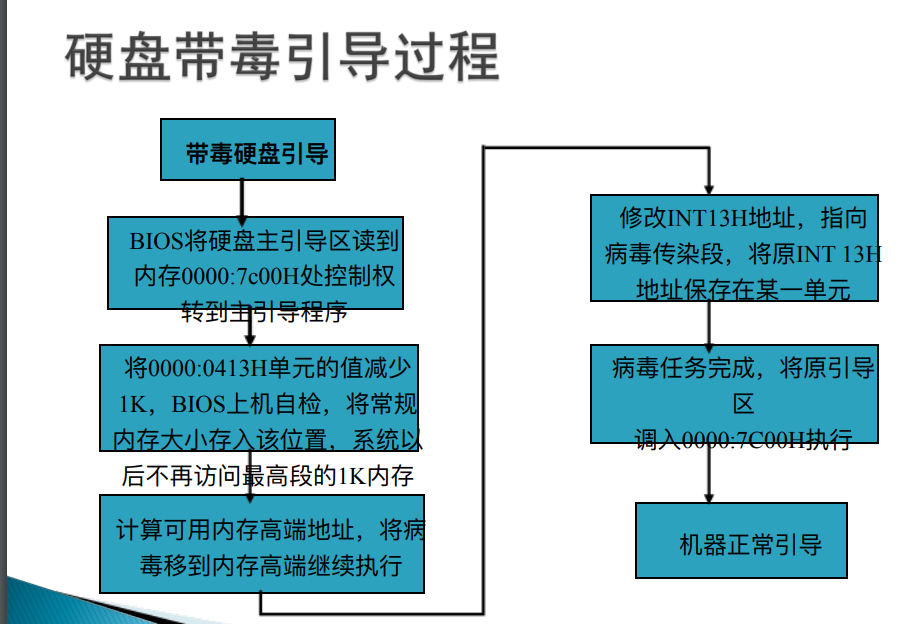 硬盘带毒引导过程
带毒硬盘引导
BIOS将硬盘主引导区读到
内存0000:7c00H处控制权
转到主引导程序
将0000:0413H单元的值减少
1K，BIOS上机自检，将常规
内存大小存入该位置，系统以
后不再访问最高段的1K内存
计算可用内存高端地址，将病
毒移到内存高端继续执行
修改INT13H地址，指向
病毒传染段，将原INT 13H
地址保存在某一单元
病毒任务完成，将原引导
区
调入0000:7C00H执行
机器正常引导